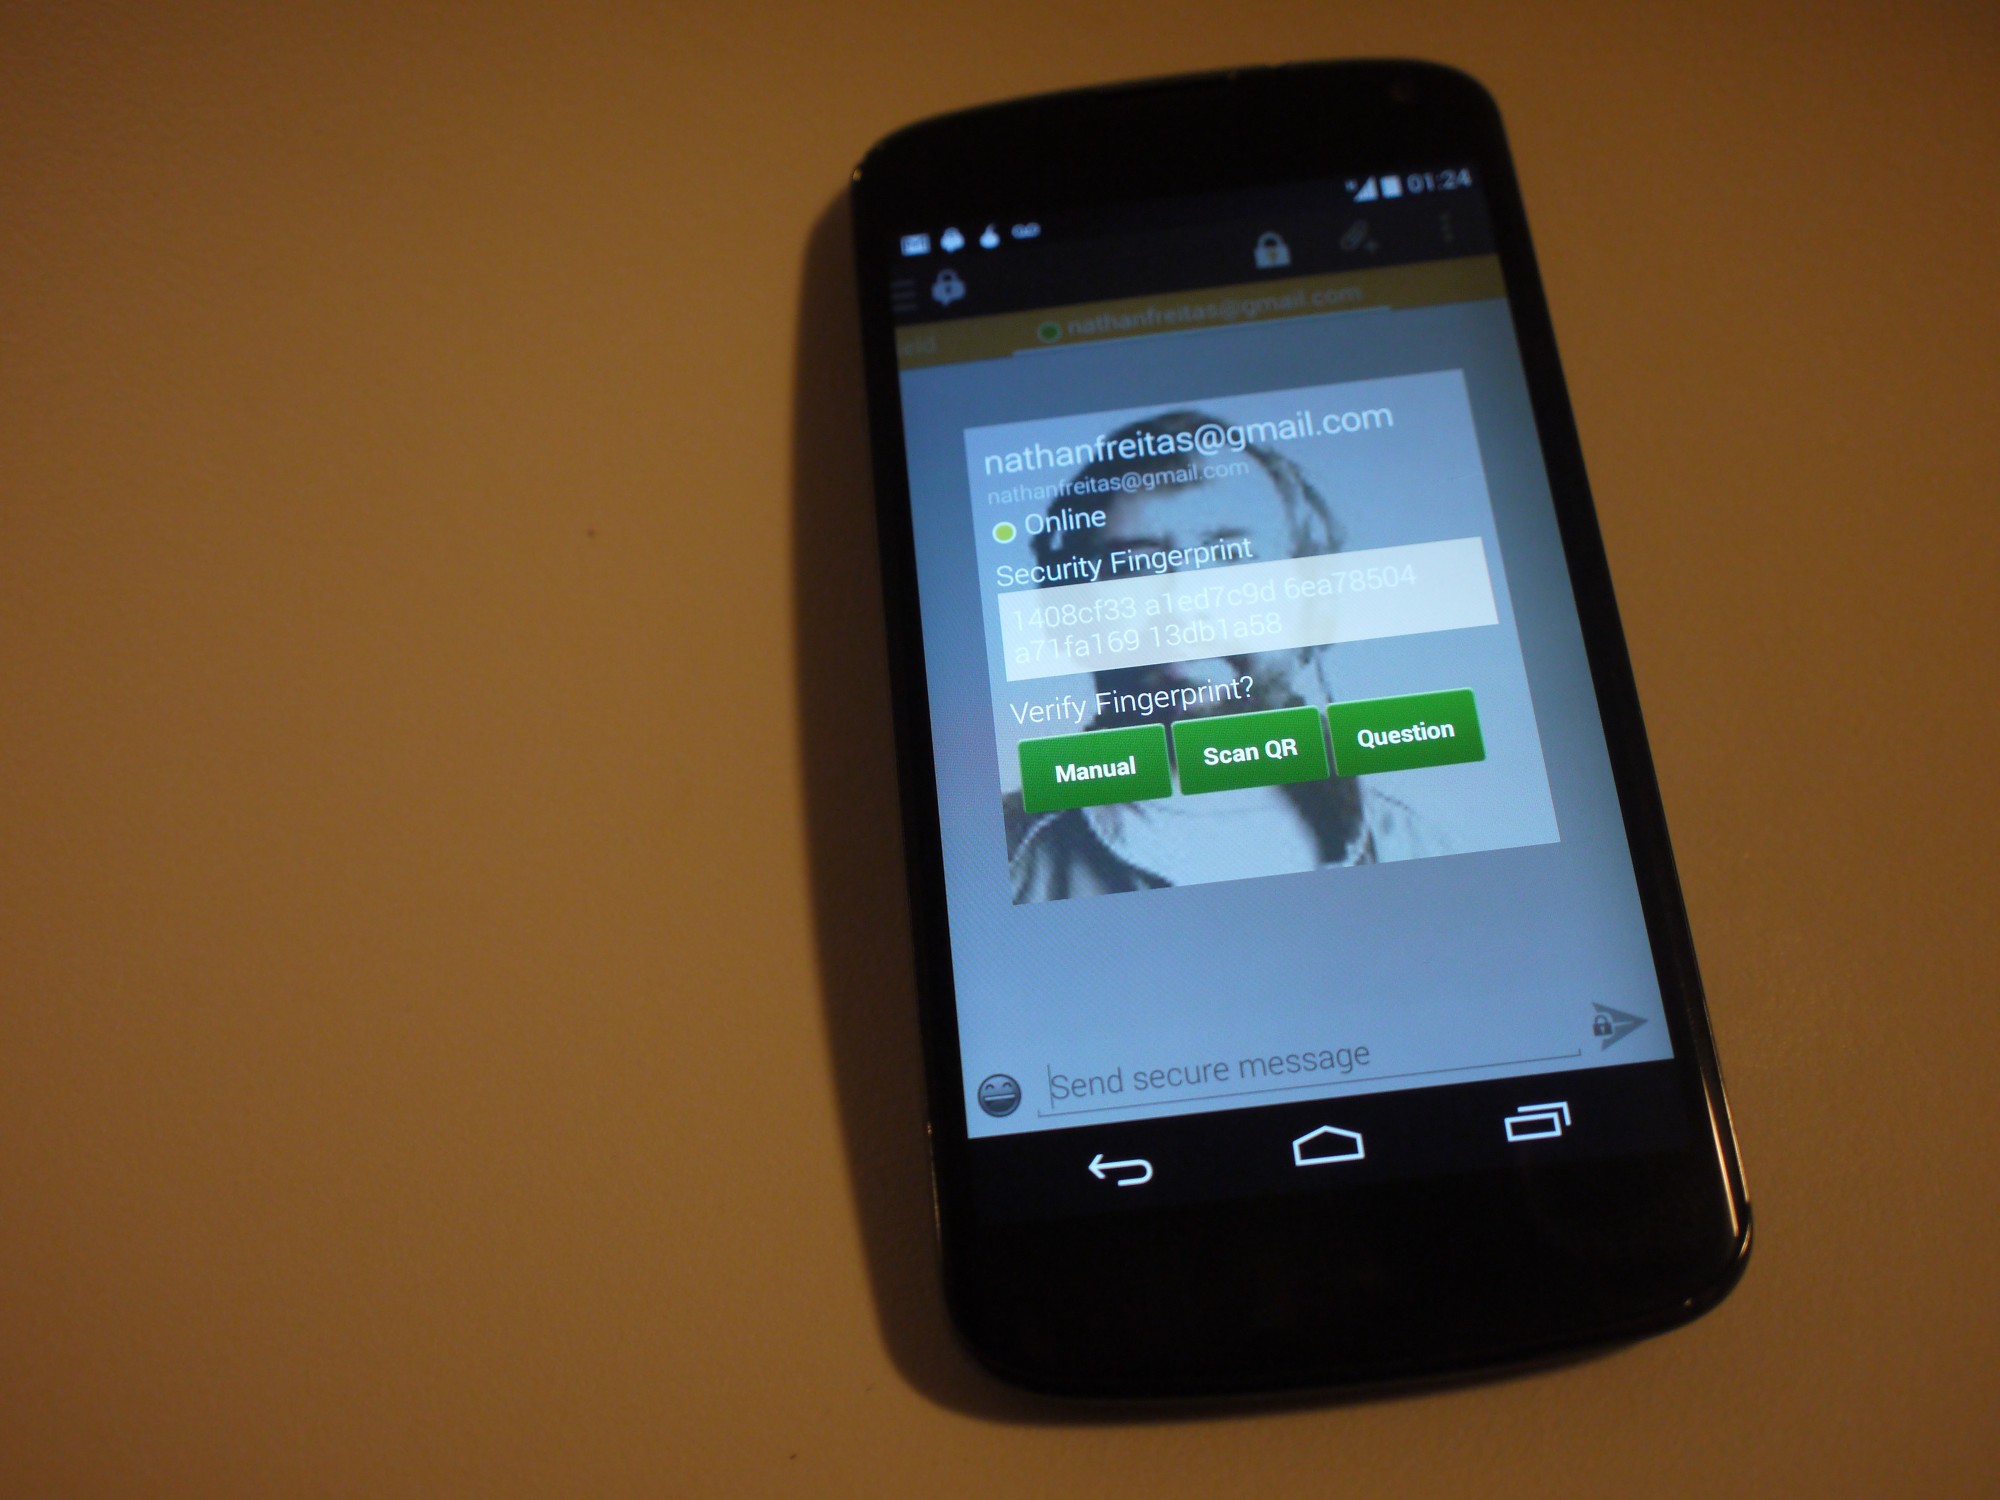 01:24
eld
nathanfreitas@gmail.com
nathanfreitas@gmail.com
nathanfreitas@gmail.com
Online
Security Fingerprint
1408cf33 a1ed7c9d 6ea78504
a71fa169 13db1a58
Verify Fingerprint?
Manual Scan QR Question
Send secure message